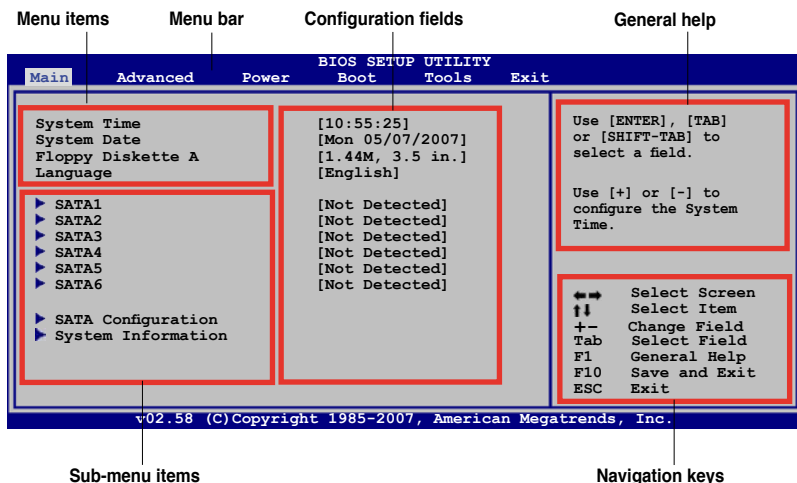 Menu items Menu bar Configuration fields General help
BIOS SETUP UTILITY
Main Advanced Power Boot Tools Exit
System Time [10:55:25]
System Date [Mon 05/07/2007]
Floppy Diskette A [1.44M, 3.5 in.]
Language [English]
SATA1 [Not Detected]
SATA2 [Not Detected]
SATA3 [Not Detected]
SATA4 [Not Detected]
SATA5 [Not Detected]
SATA6 [Not Detected]
SATA Configuration
System Information
Use [ENTER], [TAB]
or [SHIFT-TAB] to
select a field.
Use [+] or [-] to
configure the System
Time.
←→ Select Screen
↑↓ Select Item
+- Change Field
Tab Select Field
F1 General Help
F10 Save and Exit
ESC Exit
v02.58 (C)Copyright 1985-2007, American Megatrends, Inc.
Sub-menu items Navigation keys